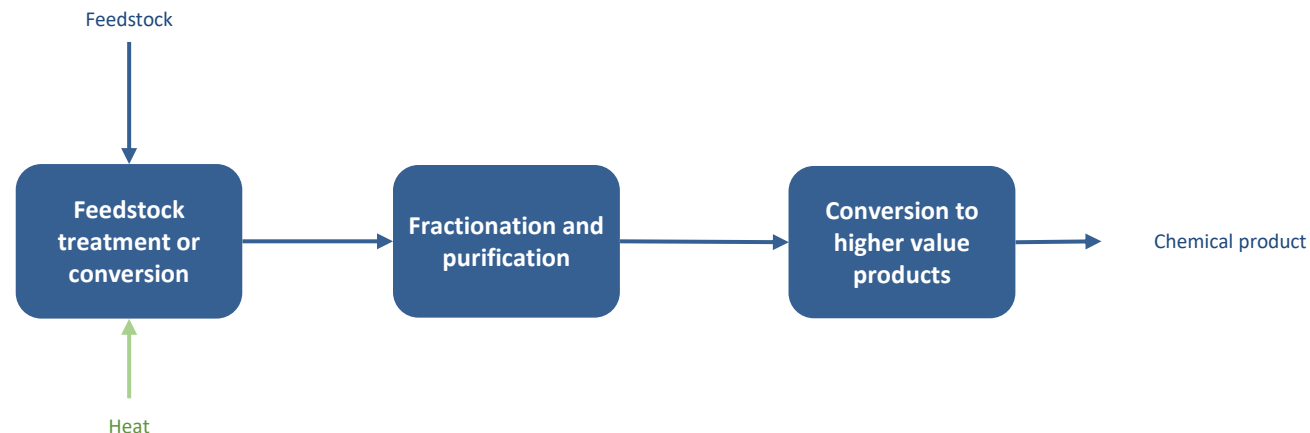 Feedstock
Feedstock
treatment or
conversion
Fractionation and
purification
Conversion to
higher value
products
Chemical product
Heat